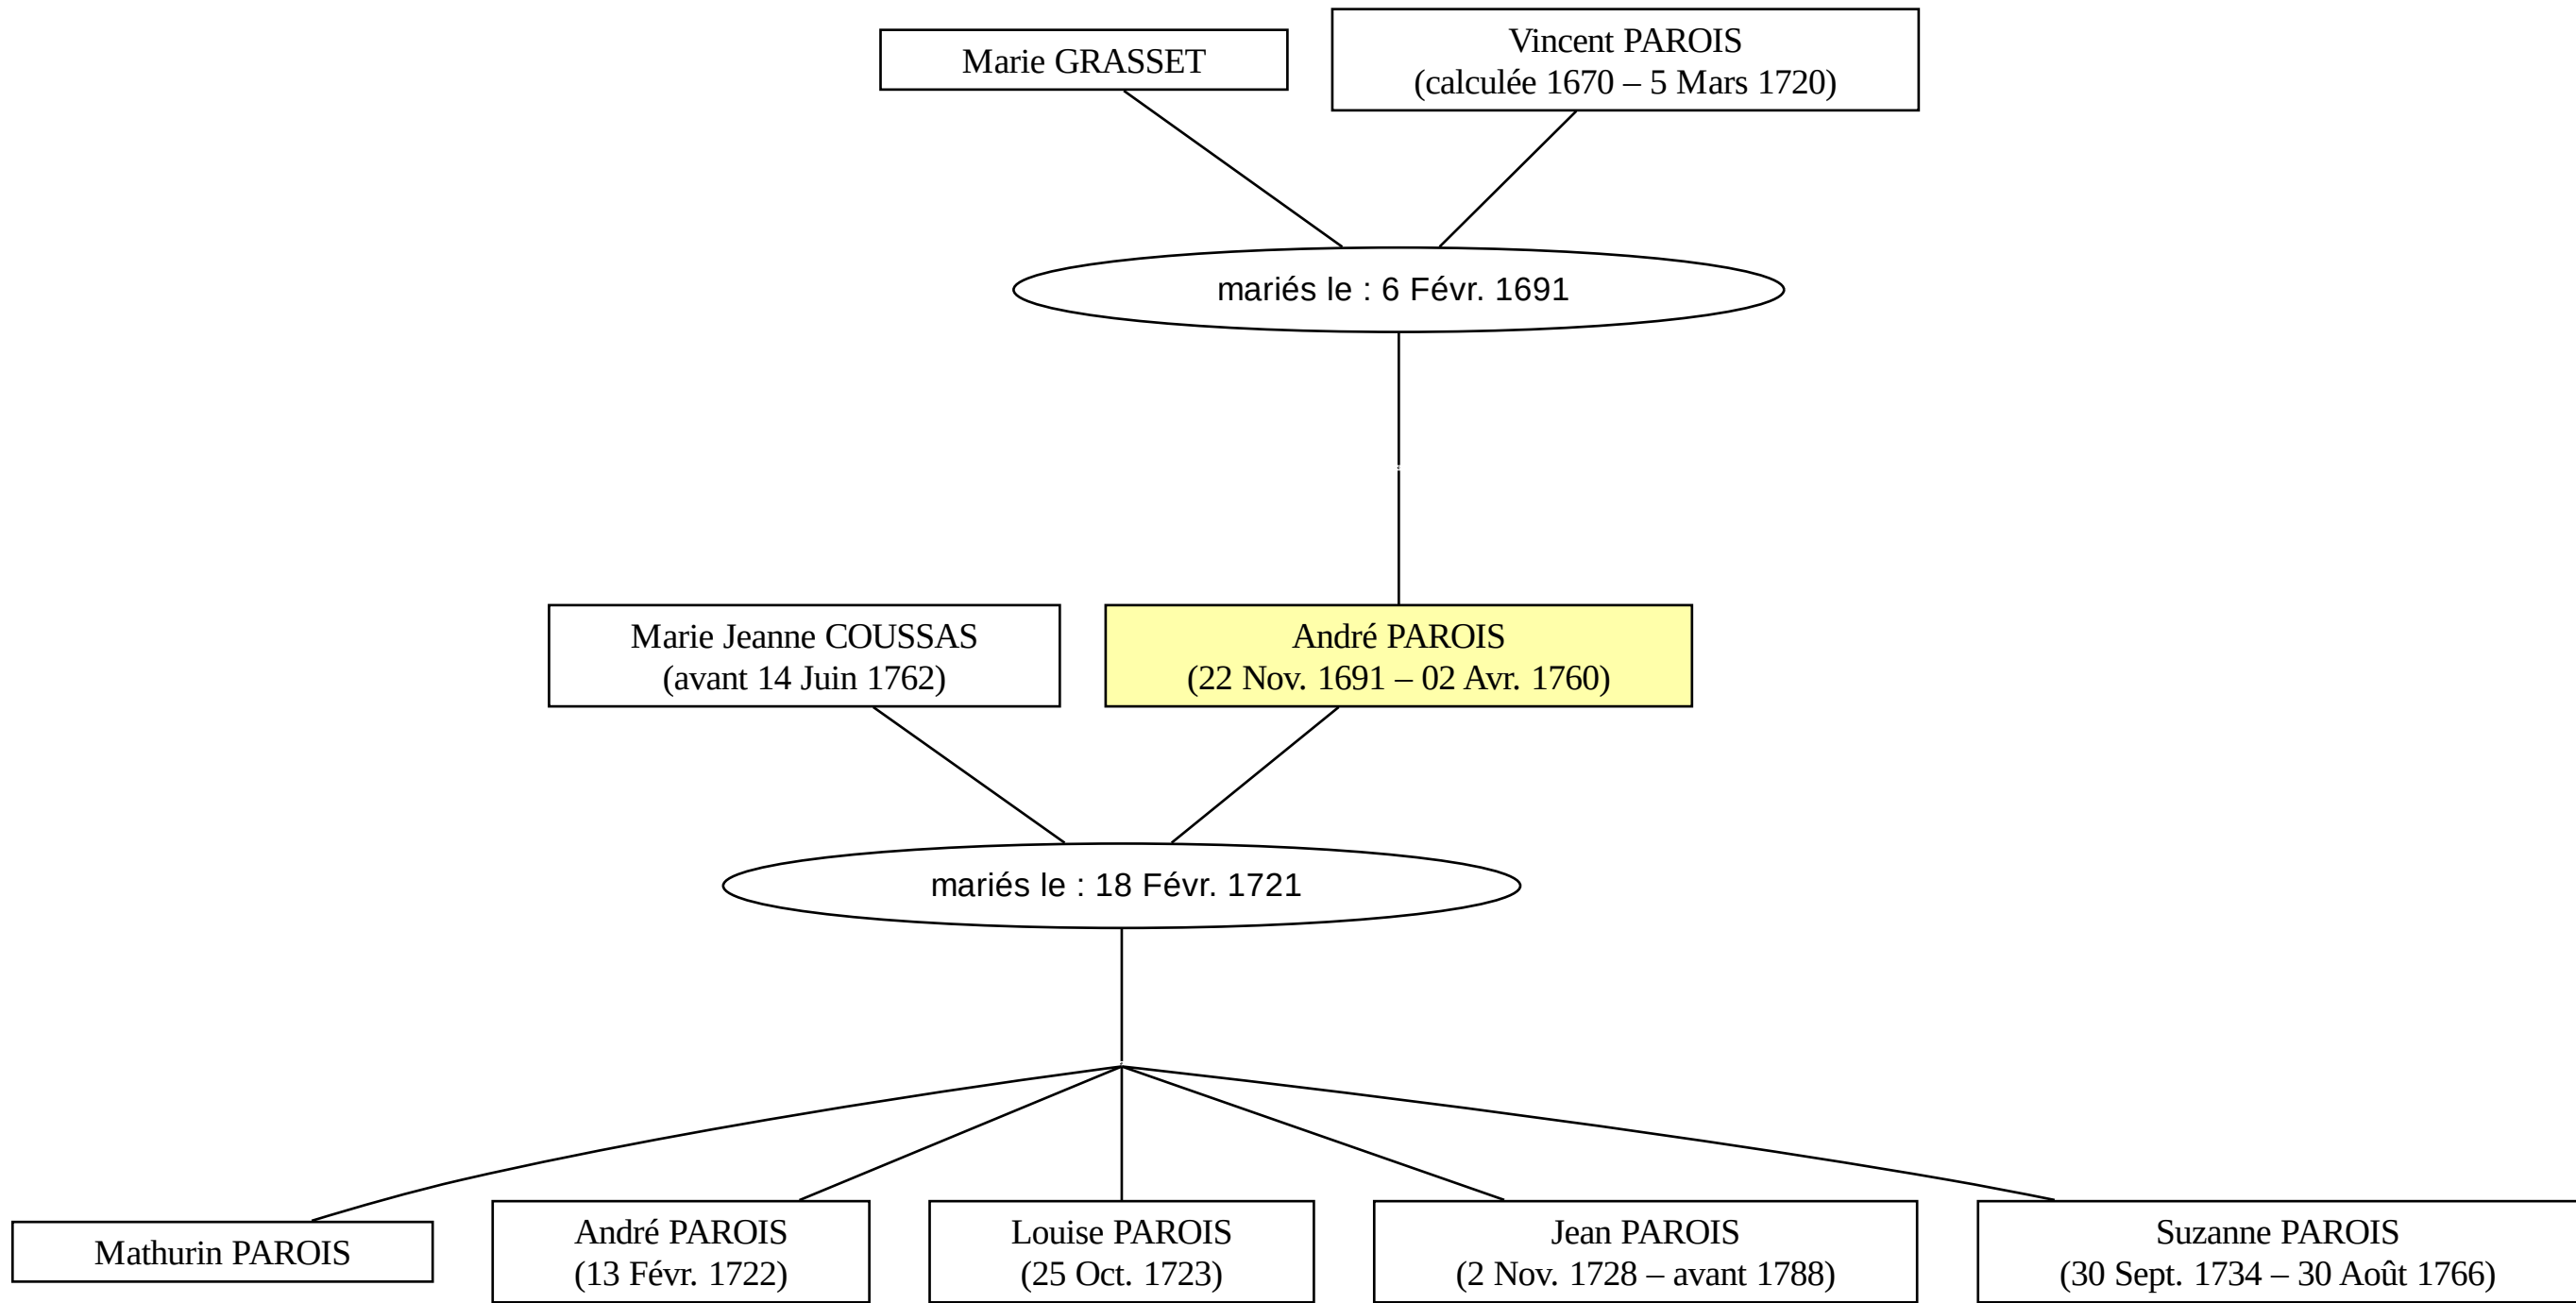 Marie GRASSET
Vincent PAROIS
(calculée 1670 – 5 Mars 1720)
mariés le : 6 Févr. 1691
Marie Jeanne COUSSAS
(avant 14 Juin 1762)
André PAROIS
(22 Nov. 1691 – 02 Avr. 1760)
mariés le : 18 Févr. 1721
Mathurin PAROIS
André PAROIS
(13 Févr. 1722)
Louise PAROIS
(25 Oct. 1723)
Jean PAROIS
(2 Nov. 1728 – avant 1788)
Suzanne PAROIS
(30 Sept. 1734 – 30 Août 1766)